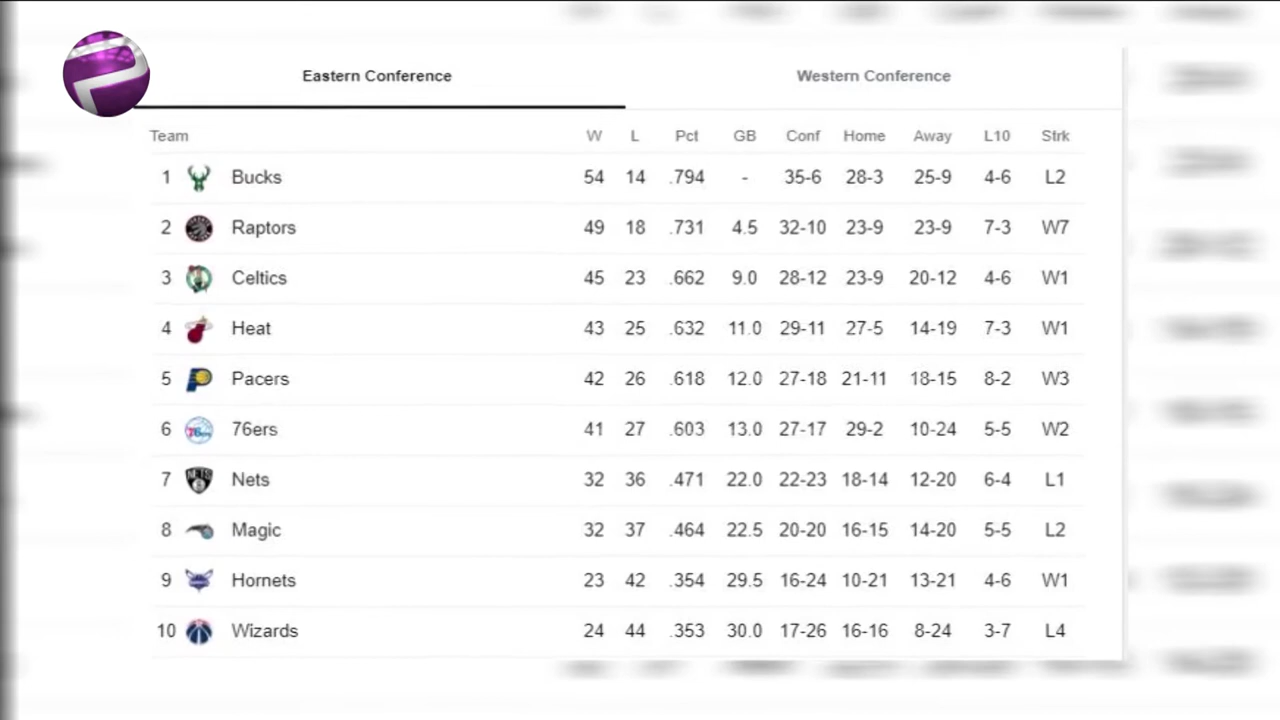 Eastern Conference Western Conference
Team W L Pct GB Conf Home Away L10 Strk
1 Bucks 54 14 .794 - 35-6 28-3 25-9 4-6 L2
2 Raptors 49 18 .731 4.5 32-10 23-9 23-9 7-3 W7
3 Celtics 45 23 .662 9.0 28-12 23-9 20-12 4-6 W1
4 Heat 43 25 .632 11.0 29-11 27-5 14-19 7-3 W1
5 Pacers 42 26 .618 12.0 27-18 21-11 18-15 8-2 W3
6 76ers 41 27 .603 13.0 27-17 29-2 10-24 5-5 W2
7 Nets 32 36 .471 22.0 22-23 18-14 12-20 6-4 L1
8 Magic 32 37 .464 22.5 20-20 16-15 14-20 5-5 L2
9 Hornets 23 42 .354 29.5 16-24 10-21 13-21 4-6 W1
10 Wizards 24 44 .353 30.0 17-26 16-16 8-24 3-7 L4